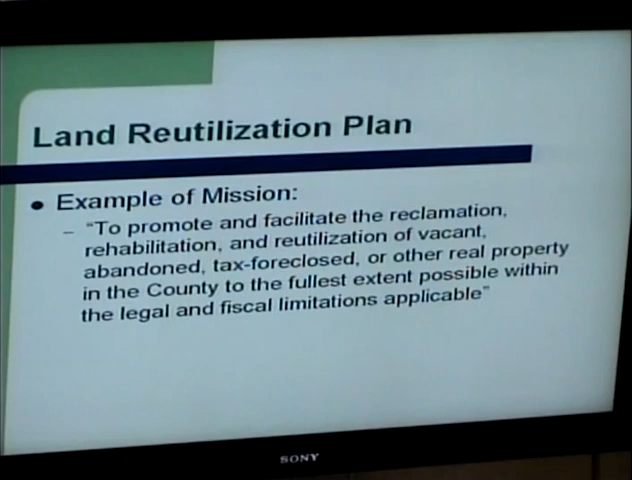 Land Reutilization Plan
• Example of Mission:
– “To promote and facilitate the reclamation,
rehabilitation, and reutilization of vacant,
abandoned, tax-foreclosed, or other real property
in the County to the fullest extent possible within
the legal and fiscal limitations applicable”
SONY